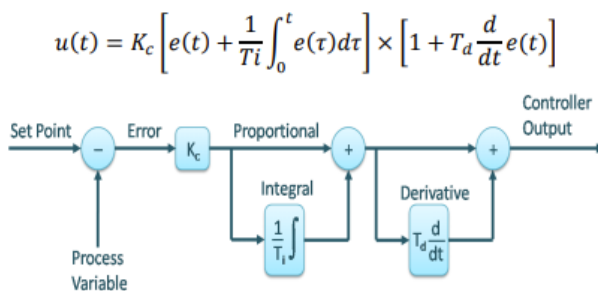 u(t) = K_c [e(t) + 1/Ti ∫_0^t e(τ)dτ] × [1 + T_d d/dt e(t)]
Controller
Output
Set Point
Error
Proportional
−
K_c
+
+
Integral
Derivative
1/T_i ∫
T_d d/dt
Process
Variable